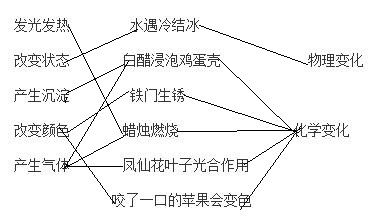 发光发热 水遇冷结冰
改变状态 白醋浸泡鸡蛋壳 物理变化
产生沉淀 铁门生锈
改变颜色 蜡烛燃烧 化学变化
产生气体 凤仙花叶子光合作用
咬了一口的苹果会变色